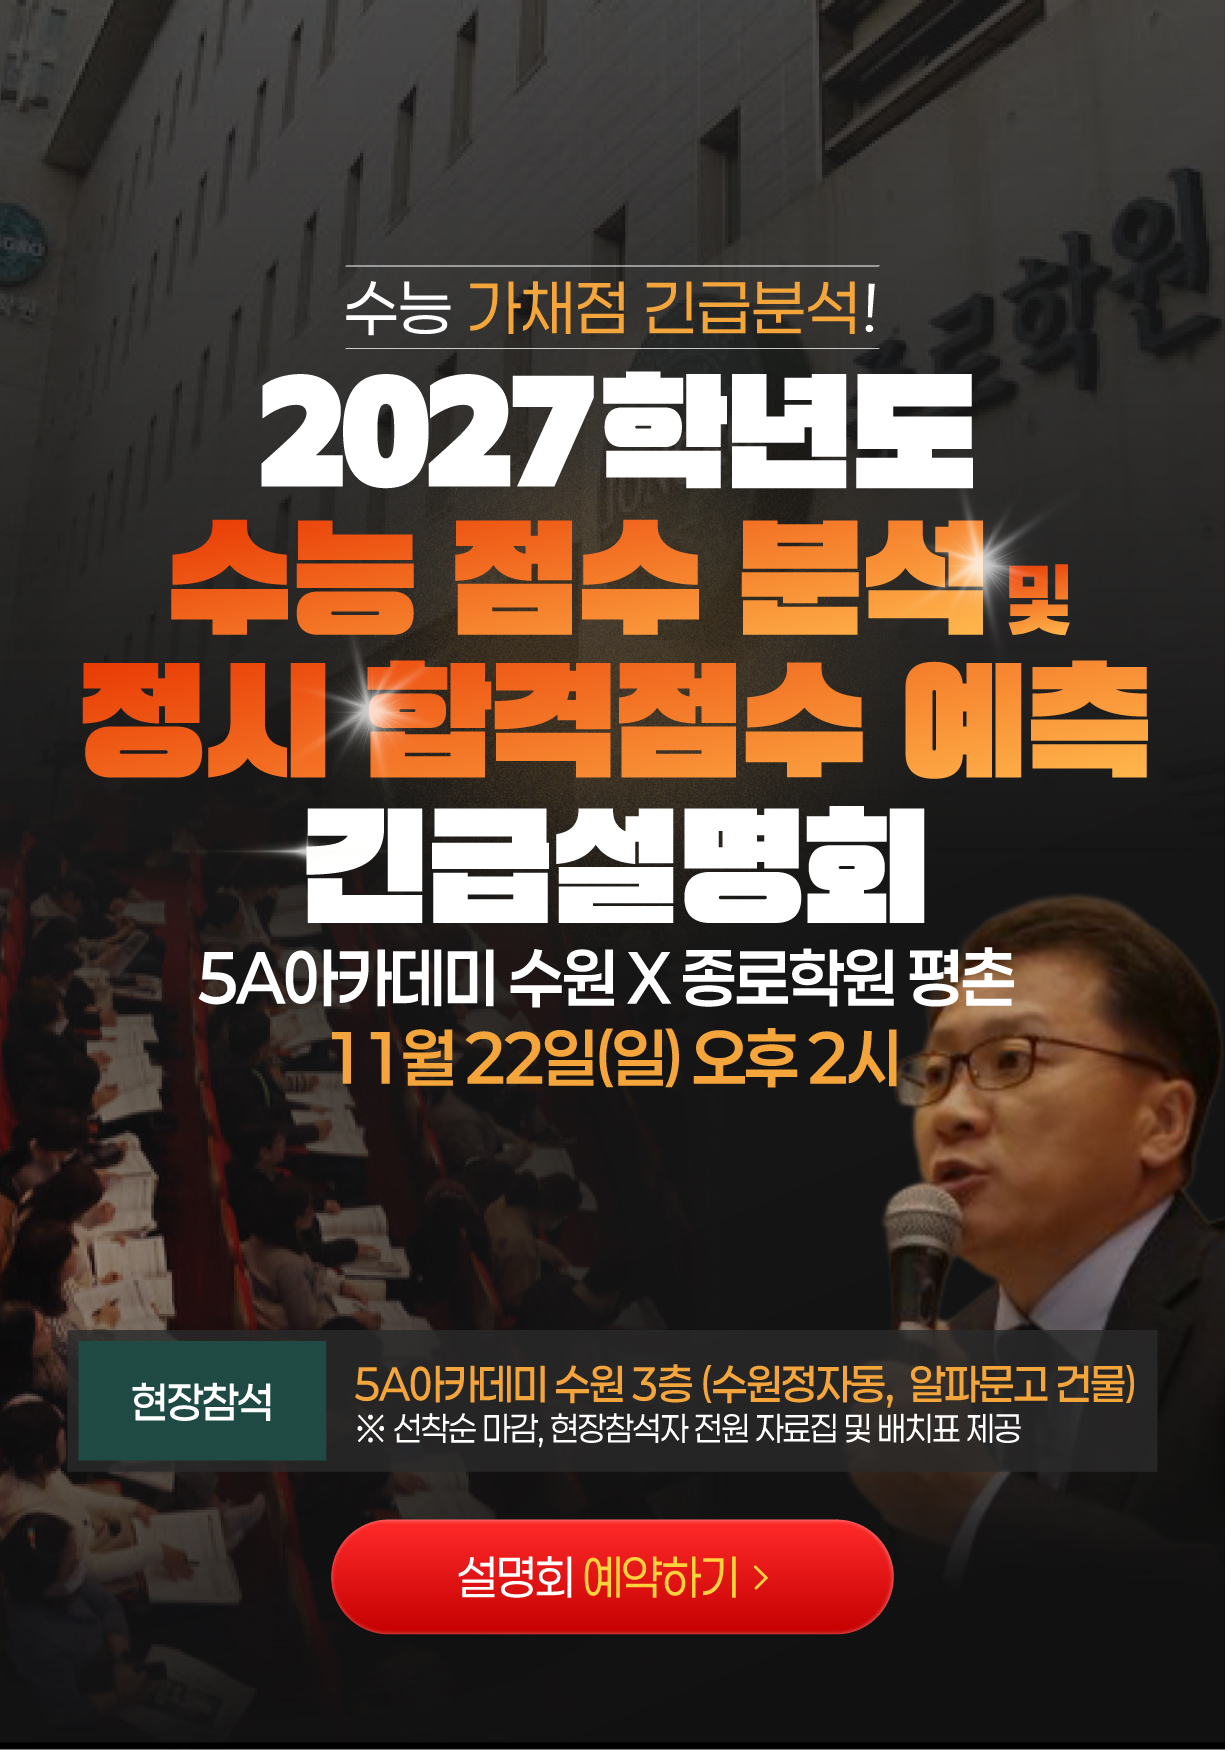 수능 가채점 긴급분석!
2027학년도
수능 점수 분석 및
정시 합격점수 예측
긴급설명회
5A아카데미 수원 X 종로학원 평촌
11월 22일(일) 오후 2시
현장참석
5A아카데미 수원 3층 (수원정자동, 알파문고 건물)
※ 선착순 마감, 현장참석자 전원 자료집 및 배치표 제공
설명회 예약하기 >
종로학원